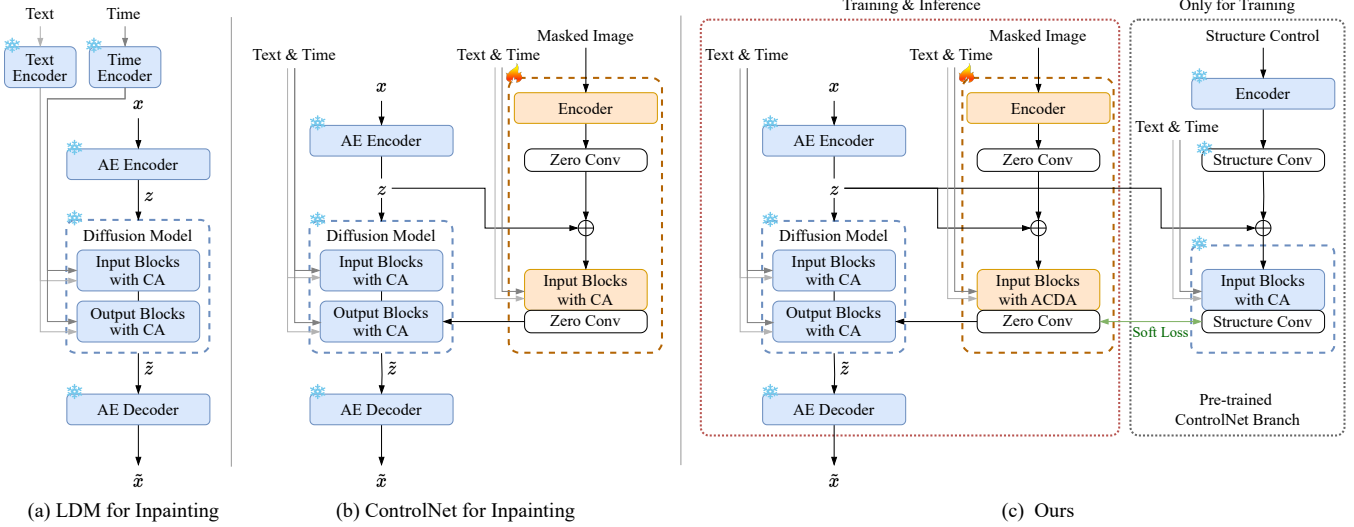 Text
Time
Text
Encoder
Time
Encoder
x
AE Encoder
z
Diffusion Model
Input Blocks
with CA
Output Blocks
with CA
z̃
AE Decoder
x̃
(a) LDM for Inpainting
Text & Time
x
AE Encoder
z
Diffusion Model
Input Blocks
with CA
Output Blocks
with CA
z̃
AE Decoder
x̃
Masked Image
Text & Time
Encoder
Zero Conv
Input Blocks
with CA
Zero Conv
(b) ControlNet for Inpainting
Training & Inference
Text & Time
x
AE Encoder
z
Diffusion Model
Input Blocks
with CA
Output Blocks
with CA
z̃
AE Decoder
x̃
Masked Image
Text & Time
Encoder
Zero Conv
Input Blocks
with ACDA
Zero Conv
Soft Loss
Only for Training
Structure Control
Encoder
Text & Time
Structure Conv
Input Blocks
with CA
Structure Conv
Pre-trained
ControlNet Branch
(c) Ours